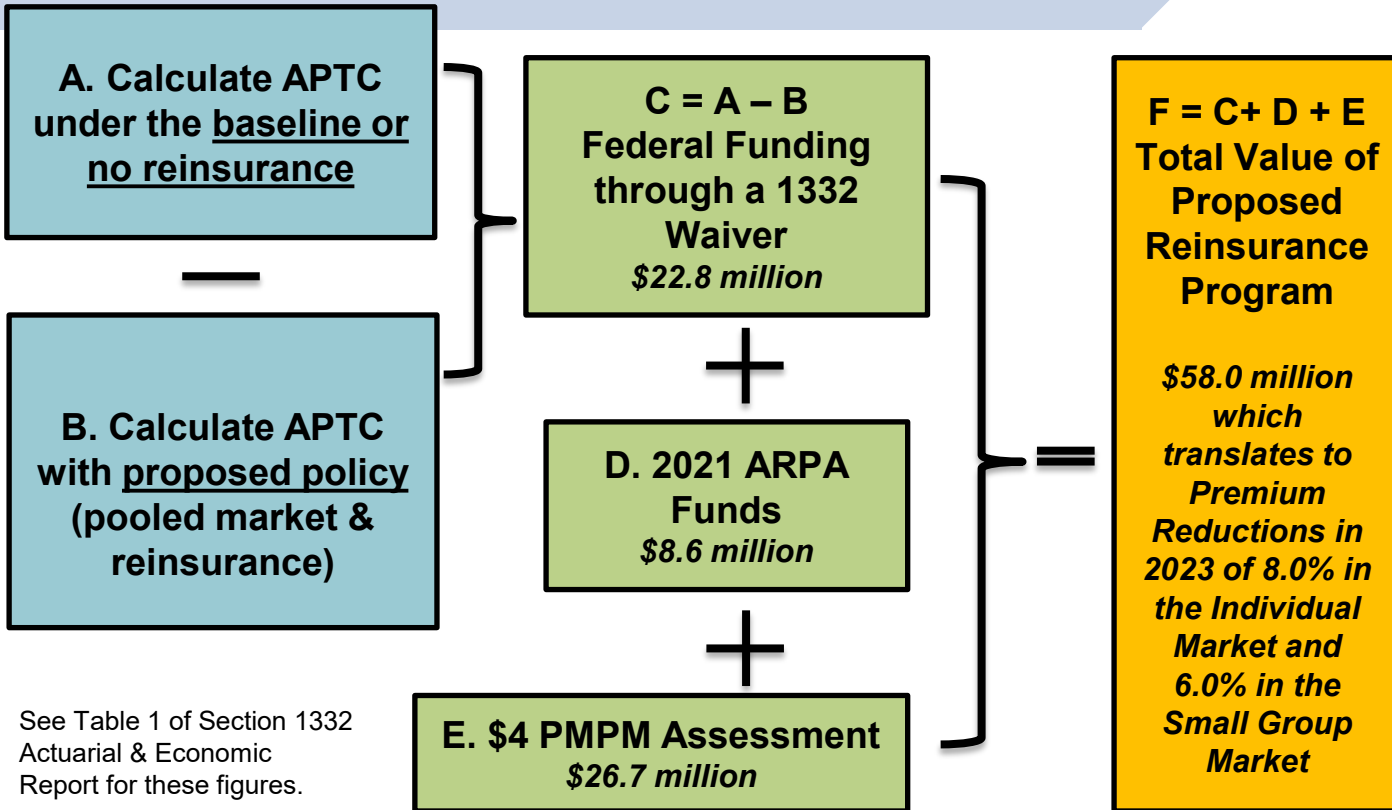 A. Calculate APTC
under the baseline or
no reinsurance
B. Calculate APTC
with proposed policy
(pooled market &
reinsurance)
See Table 1 of Section 1332
Actuarial & Economic
Report for these figures.
C = A – B
Federal Funding
through a 1332
Waiver
$22.8 million
D. 2021 ARPA
Funds
$8.6 million
E. $4 PMPM Assessment
$26.7 million
F = C+ D + E
Total Value of
Proposed
Reinsurance
Program
$58.0 million
which
translates to
Premium
Reductions in
2023 of 8.0% in
the Individual
Market and
6.0% in the
Small Group
Market